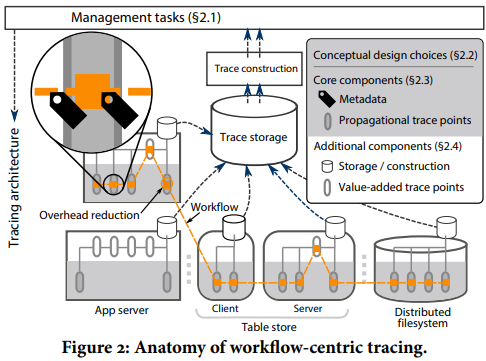 Management tasks (§2.1)
Tracing architecture
Trace construction
Trace storage
Conceptual design choices (§2.2)
Core components (§2.3)
Metadata
Propagational trace points
Additional components (§2.4)
Storage / construction
Value-added trace points
Overhead reduction
Workflow
App server
Client
Server
Table store
Distributed
filesystem
Figure 2: Anatomy of workflow-centric tracing.